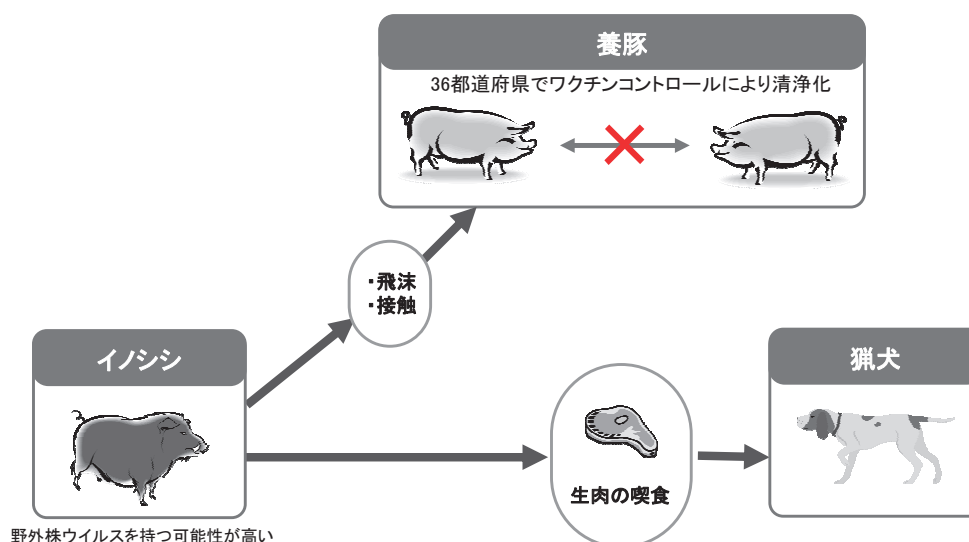 養豚
36都道府県でワクチンコントロールにより清浄化
・飛沫
・接触
イノシシ
猟犬
生肉の喫食
野外株ウイルスを持つ可能性が高い